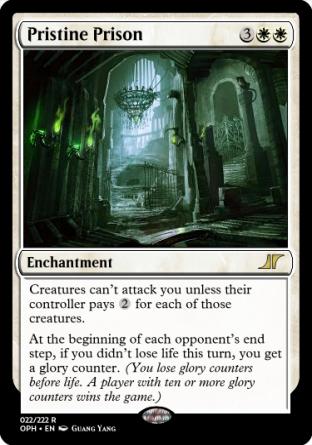 Pristine Prison 3
Enchantment
Creatures can't attack you unless their
controller pays 2 for each of those
creatures.
At the beginning of each opponent's end
step, if you didn't lose life this turn, you get
a glory counter. (You lose glory counters
before life. A player with ten or more glory
counters wins the game.)
022/222 R
OPH • EN Guang Yang